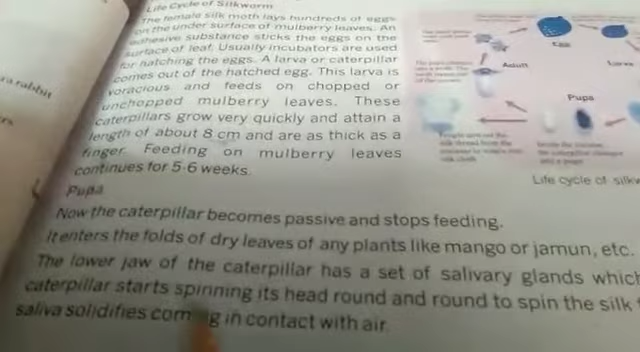 Life Cycle of Silkworm
The female silk moth lays hundreds of eggs
on the under surface of mulberry leaves. An
adhesive substance sticks the eggs on the
surface of leaf. Usually incubators are used
for hatching the eggs. A larva or caterpillar
comes out of the hatched egg. This larva is
voracious and feeds on chopped or
unchopped mulberry leaves. These
caterpillars grow very quickly and attain a
length of about 8 cm and are as thick as a
finger. Feeding on mulberry leaves
continues for 5-6 weeks.
Egg
Adult
Larva
Pupa
Life cycle of silkw
Pupa
Now the caterpillar becomes passive and stops feeding.
It enters the folds of dry leaves of any plants like mango or jamun, etc.
The lower jaw of the caterpillar has a set of salivary glands which
caterpillar starts spinning its head round and round to spin the silk
saliva solidifies com g in contact with air.
rabbit